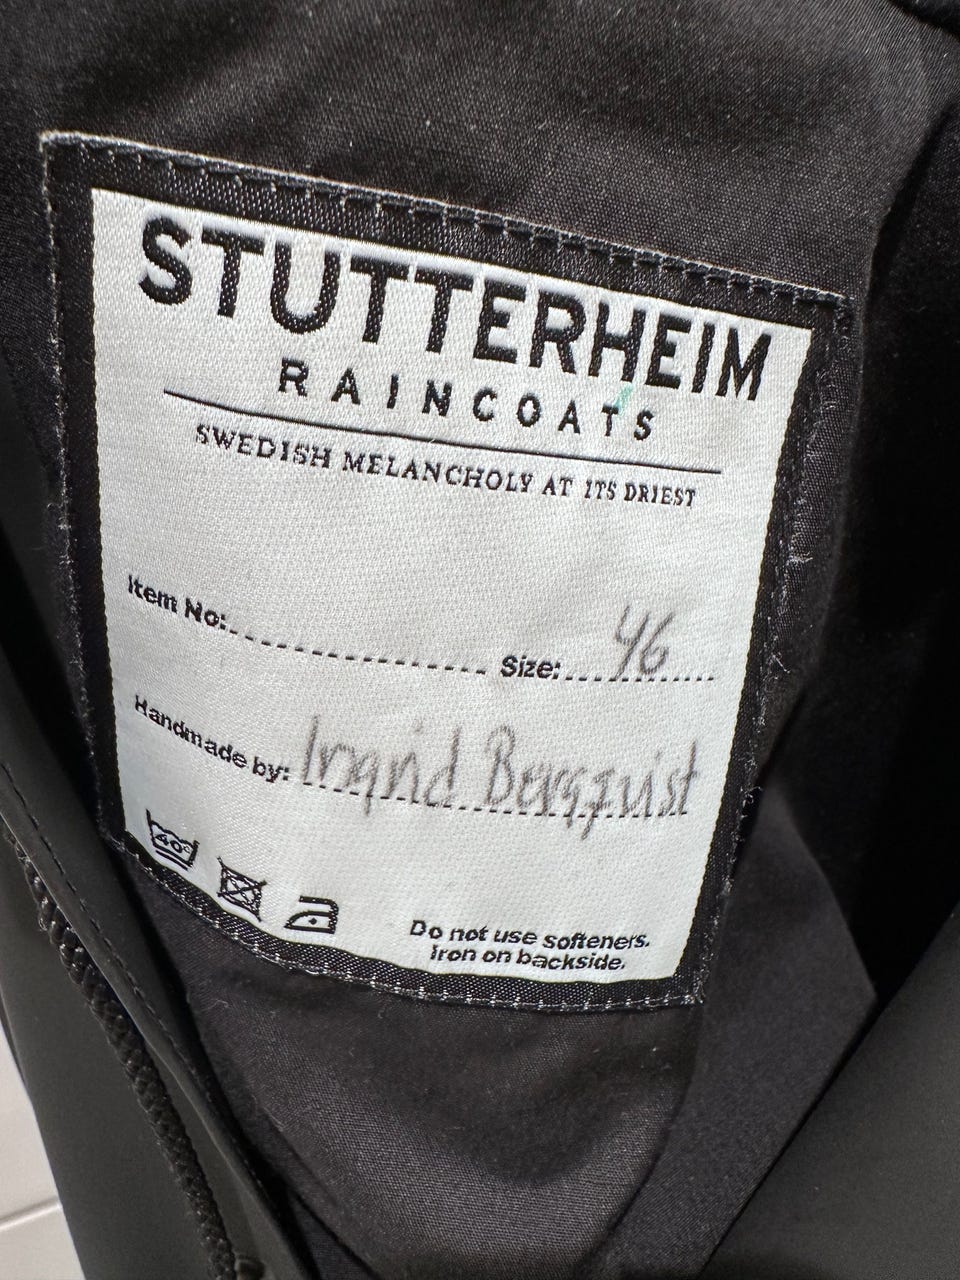 STUTTERHEIM
RAINCOATS
SWEDISH MELANCHOLY AT ITS DRIEST
Item No: Size: 46
Handmade by: Ingrid Bergqvist
40°
Do not use softeners.
Iron on backside.